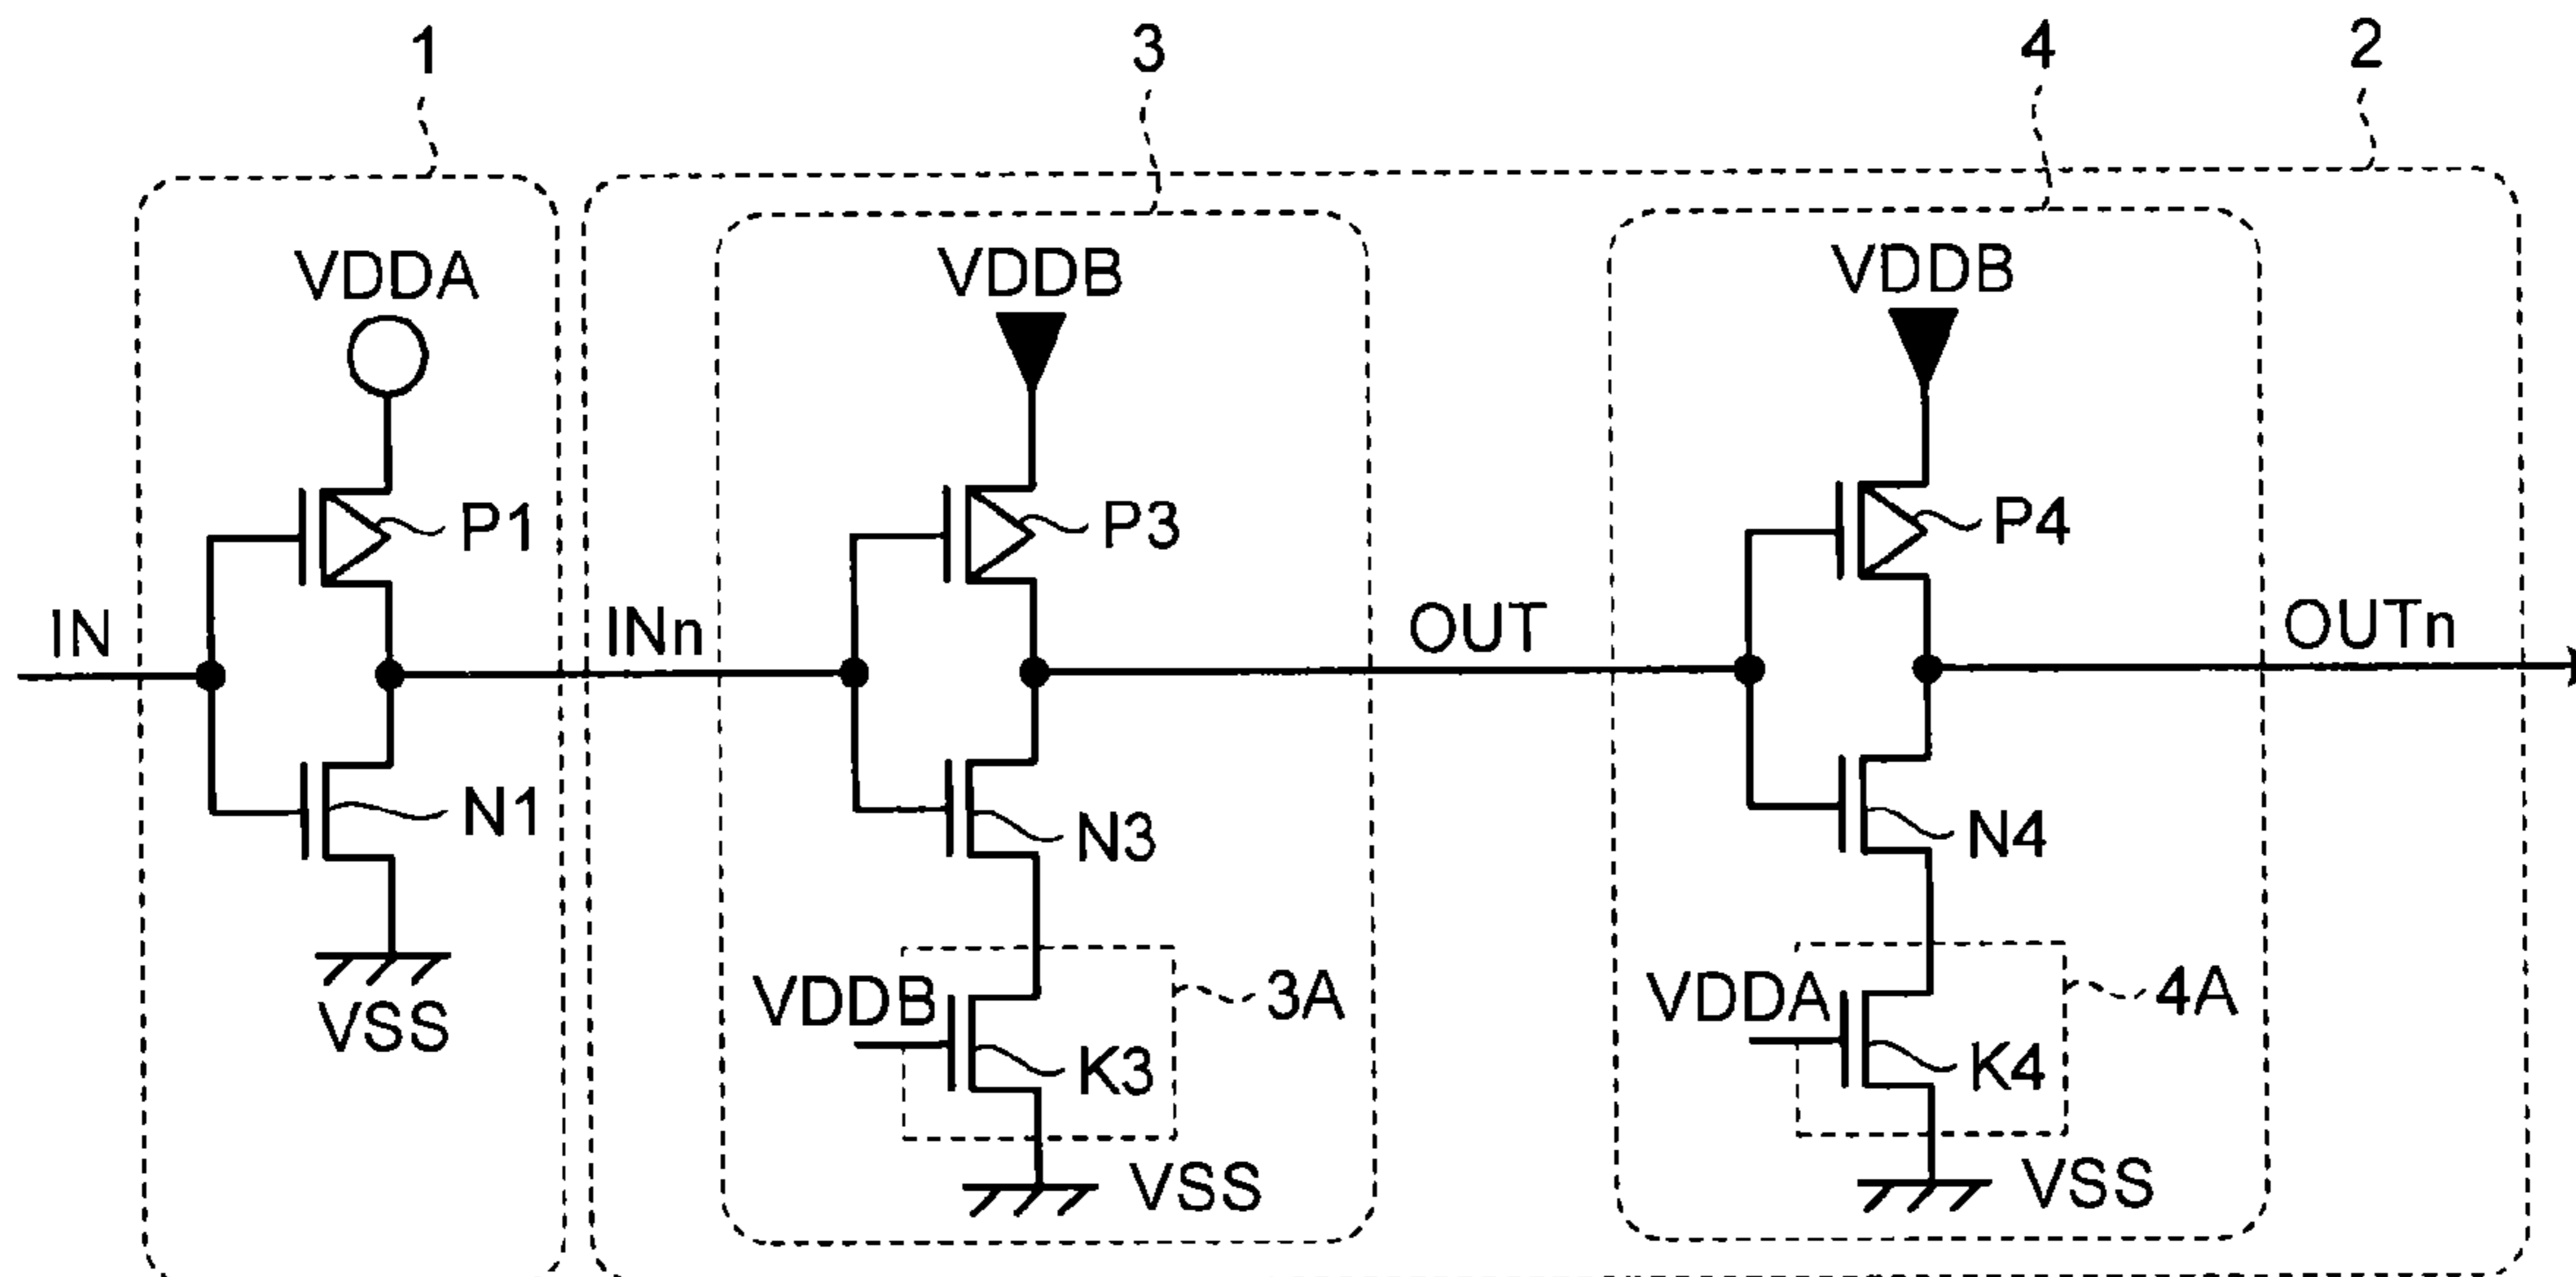 1
3
4
2
VDDA
VDDB
VDDB
P1
P3
P4
IN
INn
OUT
OUTn
N1
N3
N4
VSS
VDDB
3A
K3
VDDA
4A
K4
VSS
VSS